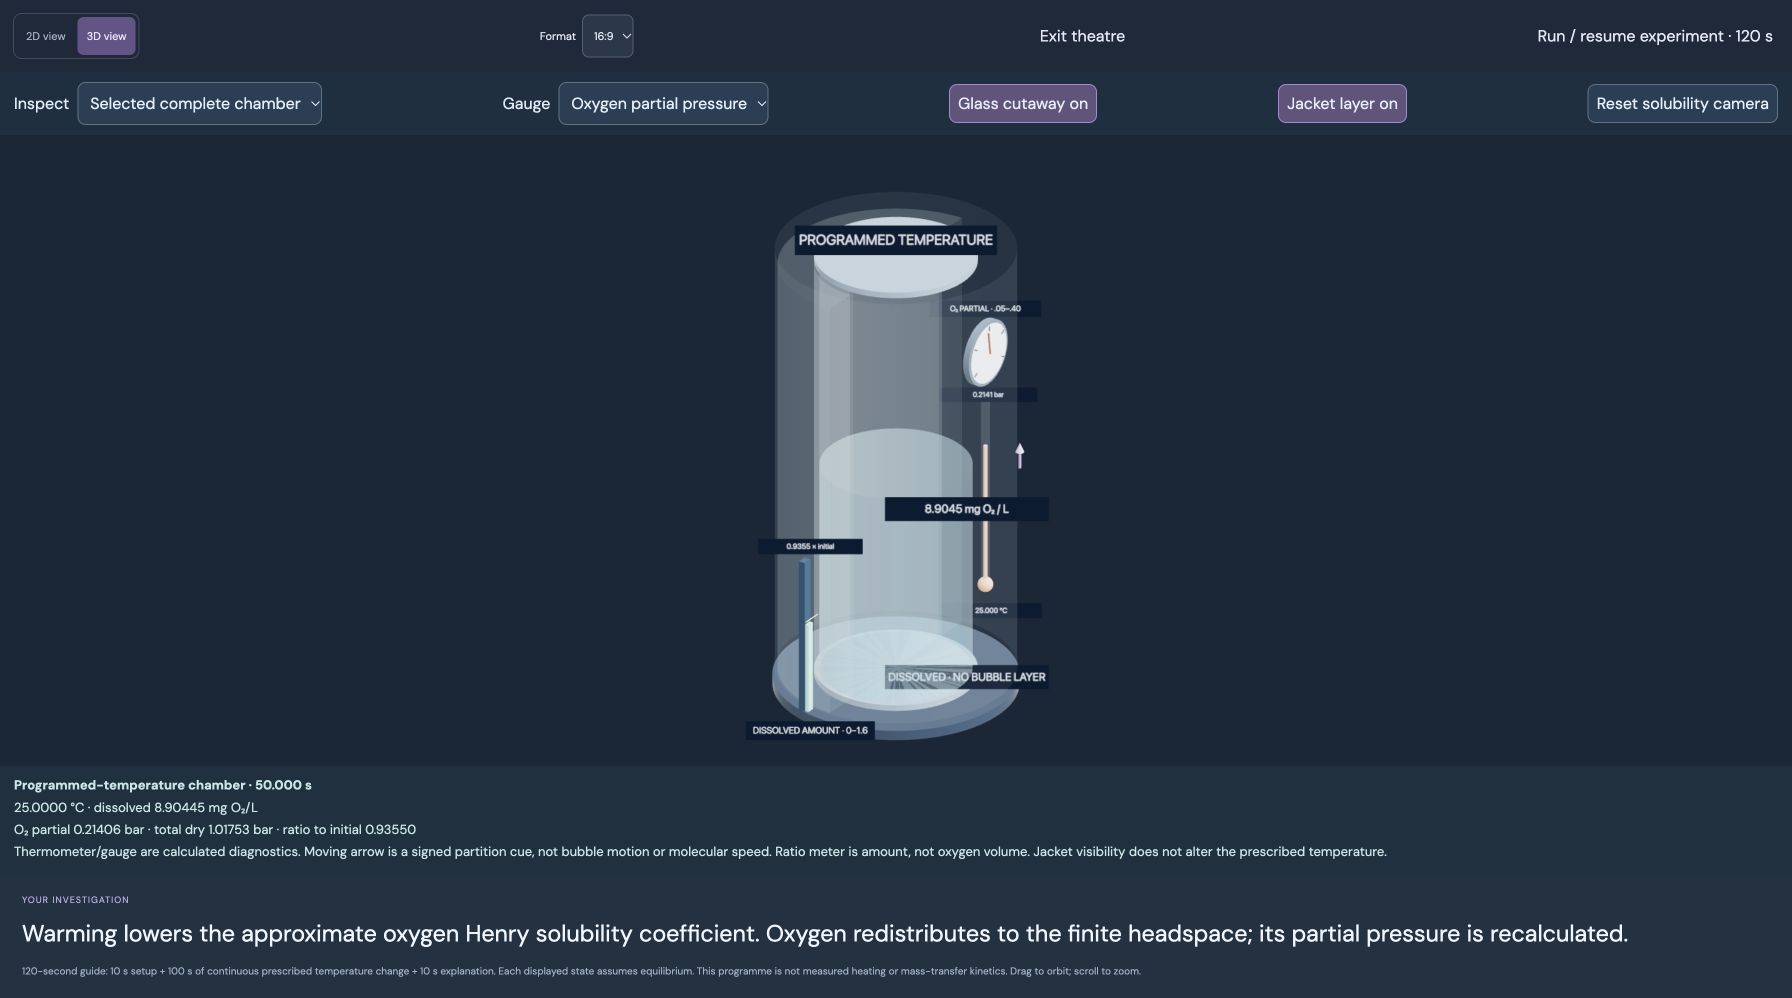 2D view
3D view
Format
16:9
Exit theatre
Run / resume experiment · 120 s
Inspect
Selected complete chamber
Gauge
Oxygen partial pressure
Glass cutaway on
Jacket layer on
Reset solubility camera
PROGRAMMED TEMPERATURE
O₂ PARTIAL · .05–.40
0.2141 bar
8.9045 mg O₂ / L
0.9355 × initial
25.000 °C
DISSOLVED · NO BUBBLE LAYER
DISSOLVED AMOUNT · 0–1.6
Programmed-temperature chamber · 50.000 s
25.0000 °C · dissolved 8.90445 mg O₂/L
O₂ partial 0.21406 bar · total dry 1.01753 bar · ratio to initial 0.93550
Thermometer/gauge are calculated diagnostics. Moving arrow is a signed partition cue, not bubble motion or molecular speed. Ratio meter is amount, not oxygen volume. Jacket visibility does not alter the prescribed temperature.
YOUR INVESTIGATION
Warming lowers the approximate oxygen Henry solubility coefficient. Oxygen redistributes to the finite headspace; its partial pressure is recalculated.
120-second guide: 10 s setup + 100 s of continuous prescribed temperature change + 10 s explanation. Each displayed state assumes equilibrium. This programme is not measured heating or mass-transfer kinetics. Drag to orbit; scroll to zoom.